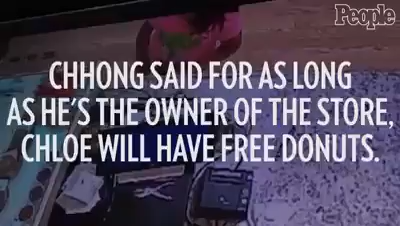 People
CHHONG SAID FOR AS LONG
AS HE'S THE OWNER OF THE STORE,
CHLOE WILL HAVE FREE DONUTS.